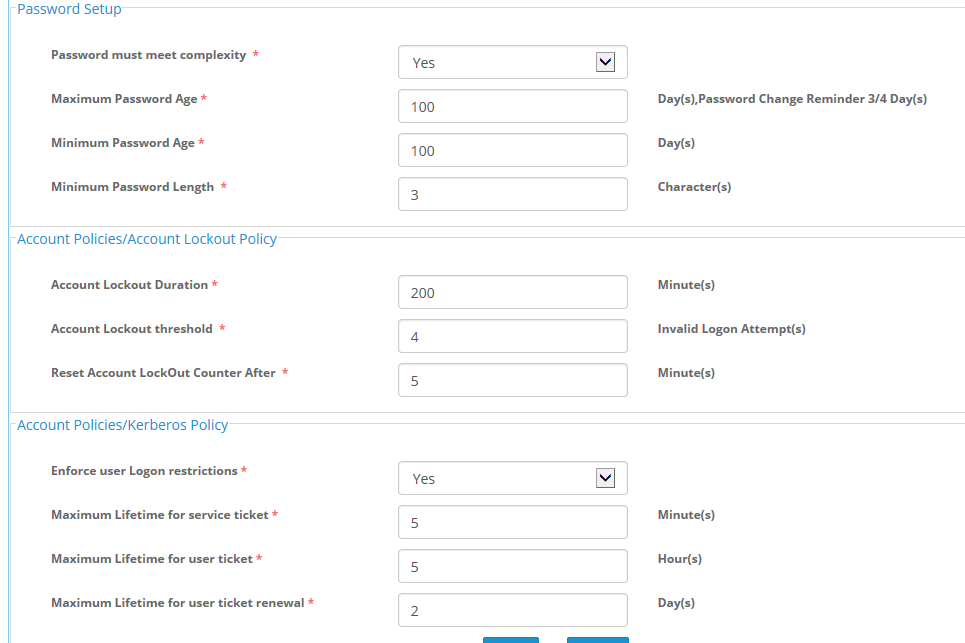 Password Setup
Password must meet complexity * Yes
Maximum Password Age * 100 Day(s),Password Change Reminder 3/4 Day(s)
Minimum Password Age * 100 Day(s)
Minimum Password Length * 3 Character(s)
Account Policies/Account Lockout Policy
Account Lockout Duration * 200 Minute(s)
Account Lockout threshold * 4 Invalid Logon Attempt(s)
Reset Account LockOut Counter After * 5 Minute(s)
Account Policies/Kerberos Policy
Enforce user Logon restrictions * Yes
Maximum Lifetime for service ticket * 5 Minute(s)
Maximum Lifetime for user ticket * 5 Hour(s)
Maximum Lifetime for user ticket renewal * 2 Day(s)